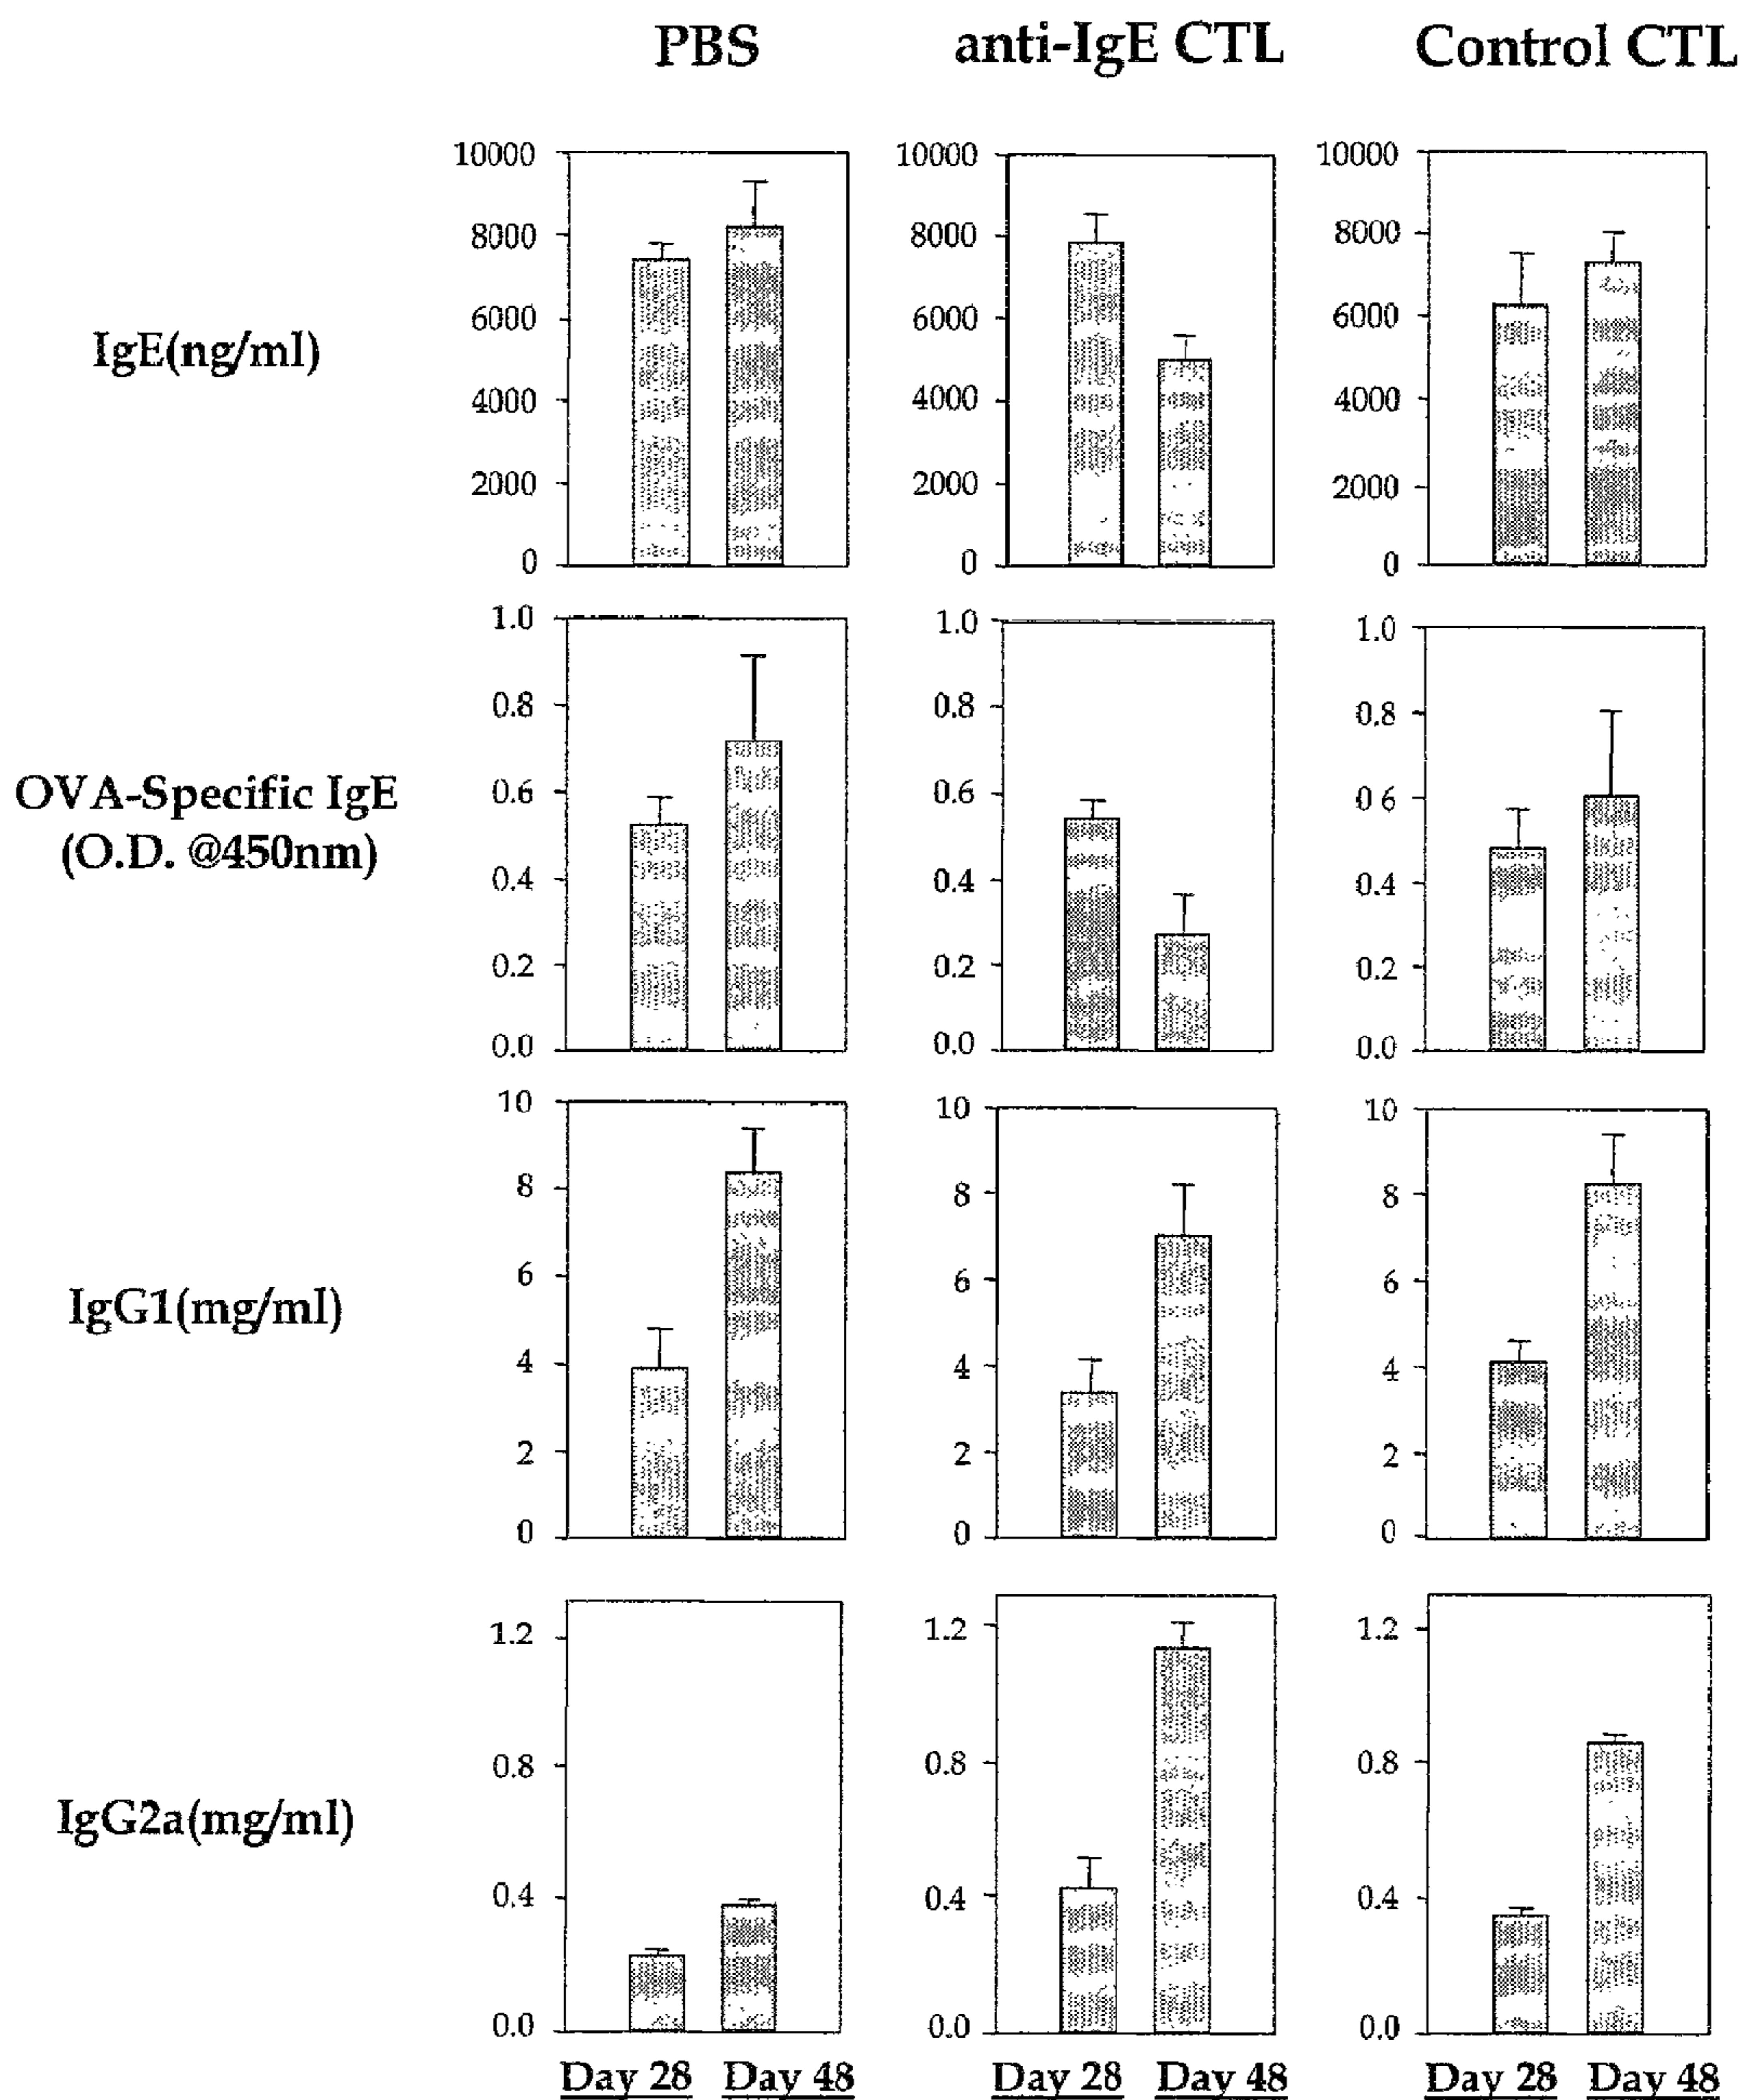 PBS anti-IgE CTL Control CTL
10000 10000 10000
8000 8000 8000
6000 6000 6000
IgE(ng/ml)
4000 4000 4000
2000 2000 2000
0 0 0
1.0 1.0 1.0
0.8 0.8 0.8
OVA-Specific IgE
0.6 0.6 0.6
(O.D. @450nm)
0.4 0.4 0.4
0.2 0.2 0.2
0.0 0.0 0.0
10 10 10
8 8 8
6 6 6
IgG1(mg/ml)
4 4 4
2 2 2
0 0 0
1.2 1.2 1.2
0.8 0.8 0.8
IgG2a(mg/ml)
0.4 0.4 0.4
0.0 0.0 0.0
Day 28 Day 48 Day 28 Day 48 Day 28 Day 48